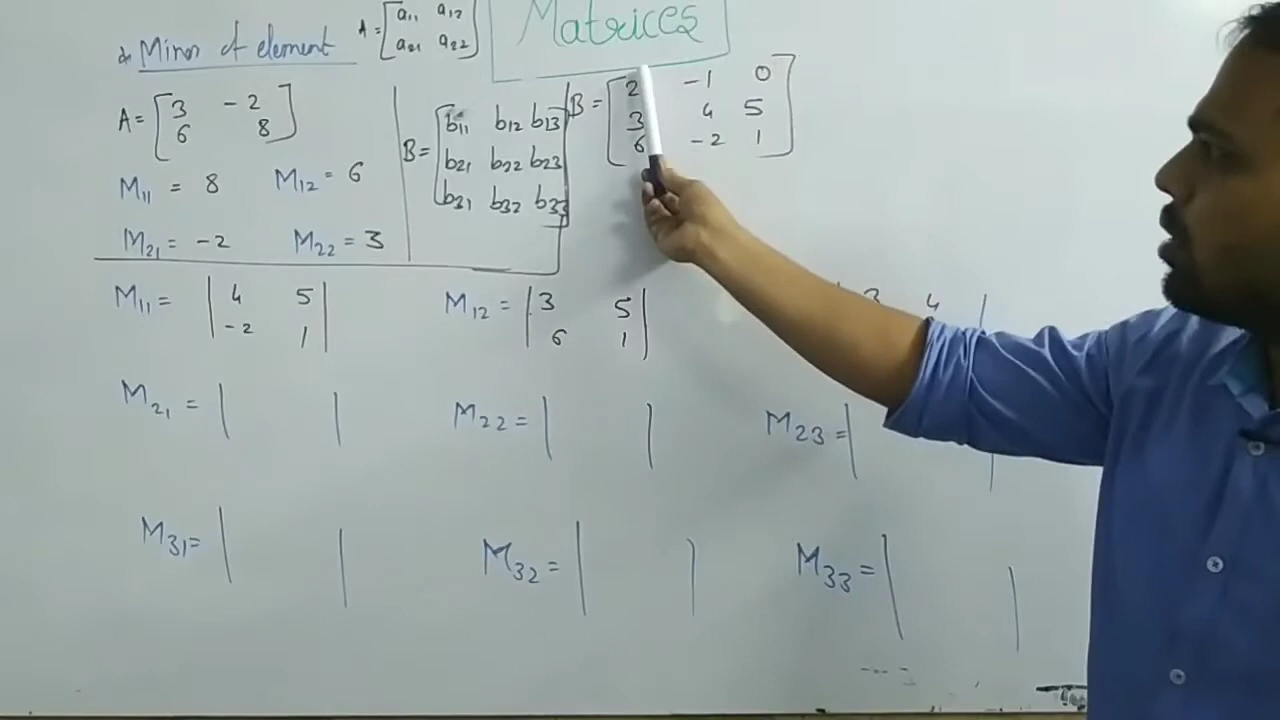 Matrices
* Minor of element A = [ a11 a12
a21 a22 ]
A = [ 3 -2
6 8 ]
M11 = 8 M12 = 6
M21 = -2 M22 = 3
B = [ b11 b12 b13
b21 b22 b23
b31 b32 b33 ]
B = [ 2 -1 0
3 4 5
6 -2 1 ]
M11 = | 4 5
-2 1 |
M12 = | 3 5
6 1 |
3 4 |
M21 = | |
M22 = | |
M23 = |
M31 = | |
M32 = | |
M33 = | |